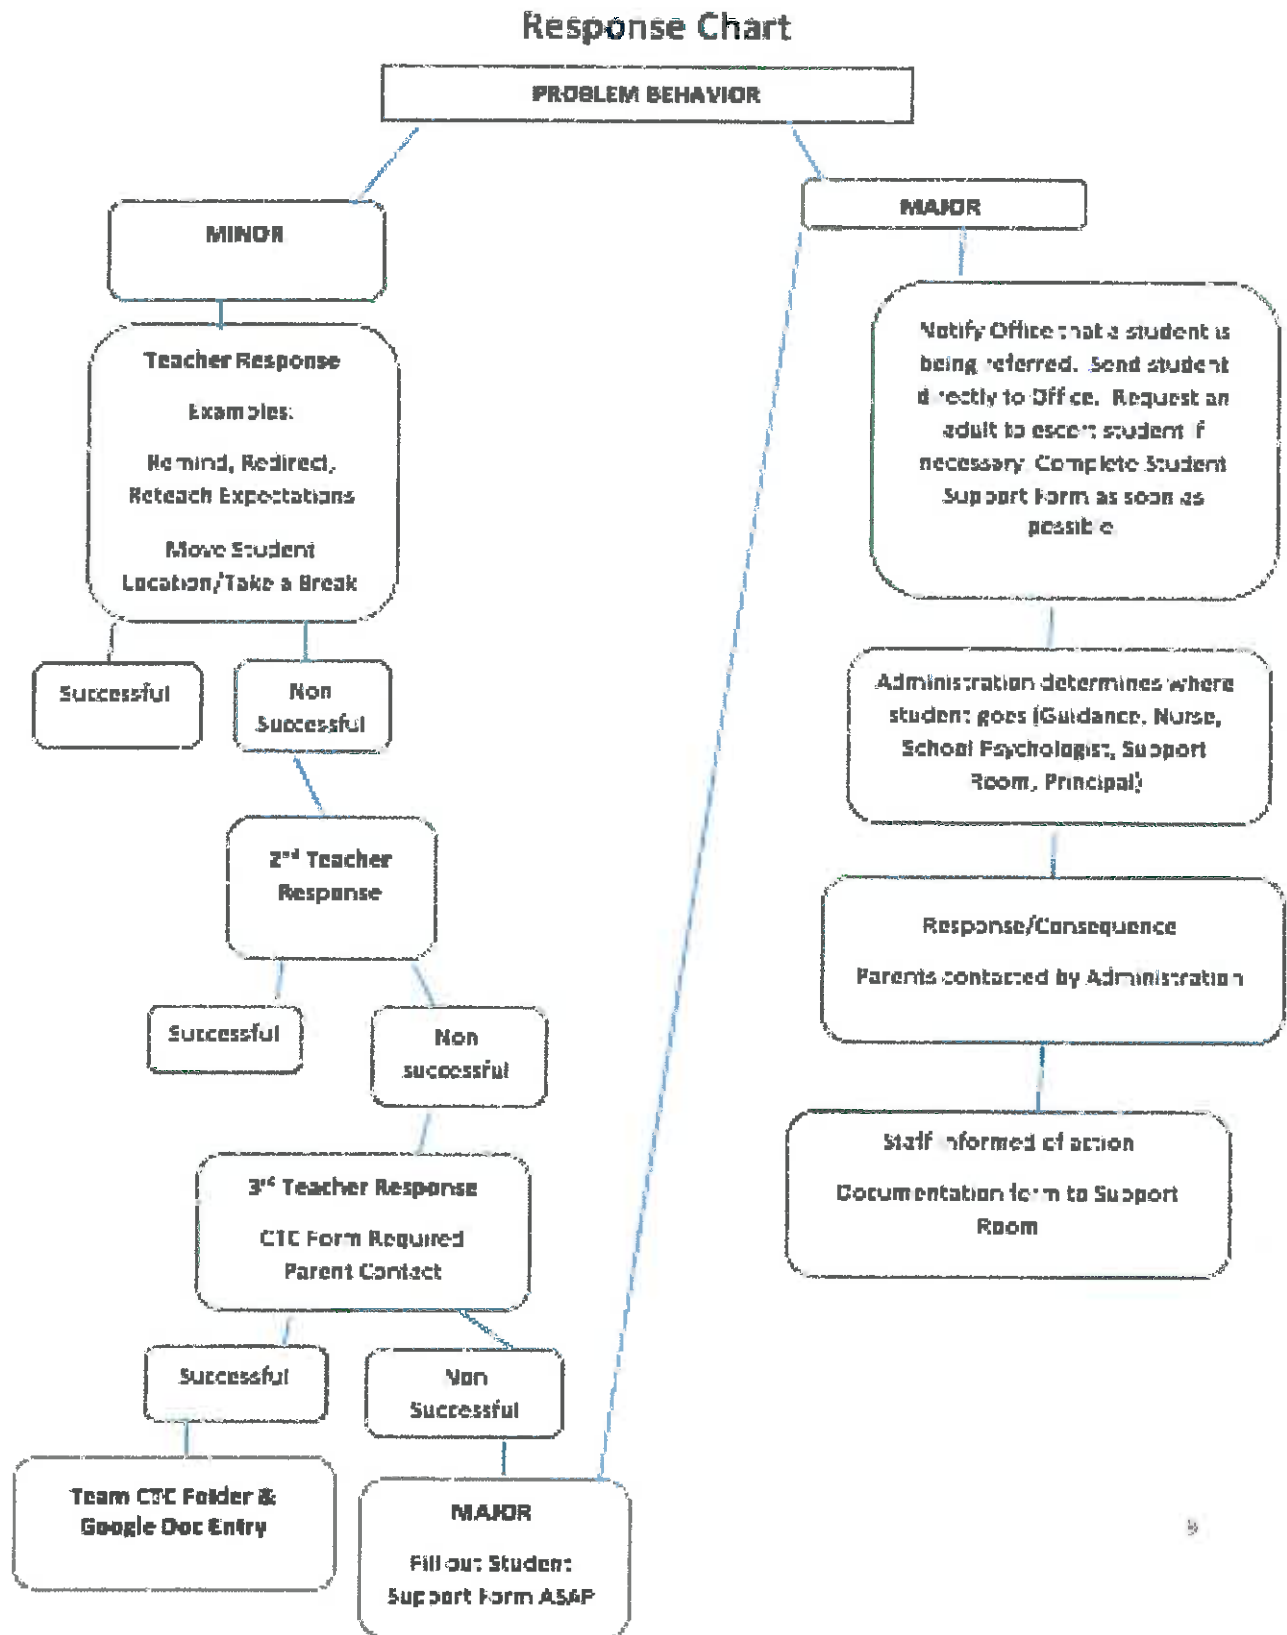 Response Chart
PROBLEM BEHAVIOR
MINOR
Teacher Response
Examples:
Remind, Redirect,
Reteach Expectations
Move Student
Location/Take a Break
Successful
Non
Successful
2nd Teacher
Response
Successful
Non
successful
3rd Teacher Response
CTC Form Required
Parent Contact
Successful
Non
Successful
Team CTC Folder &
Google Doc Entry
MAJOR
Fill out Student
Support Form ASAP
MAJOR
Notify Office that a student is
being referred. Send student
directly to Office. Request an
adult to escort student if
necessary. Complete Student
Support Form as soon as
possible
Administration determines where
student goes (Guidance, Nurse,
School Psychologist, Support
Room, Principal)
Response/Consequence
Parents contacted by Administration
Staff informed of action
Documentation form to Support
Room